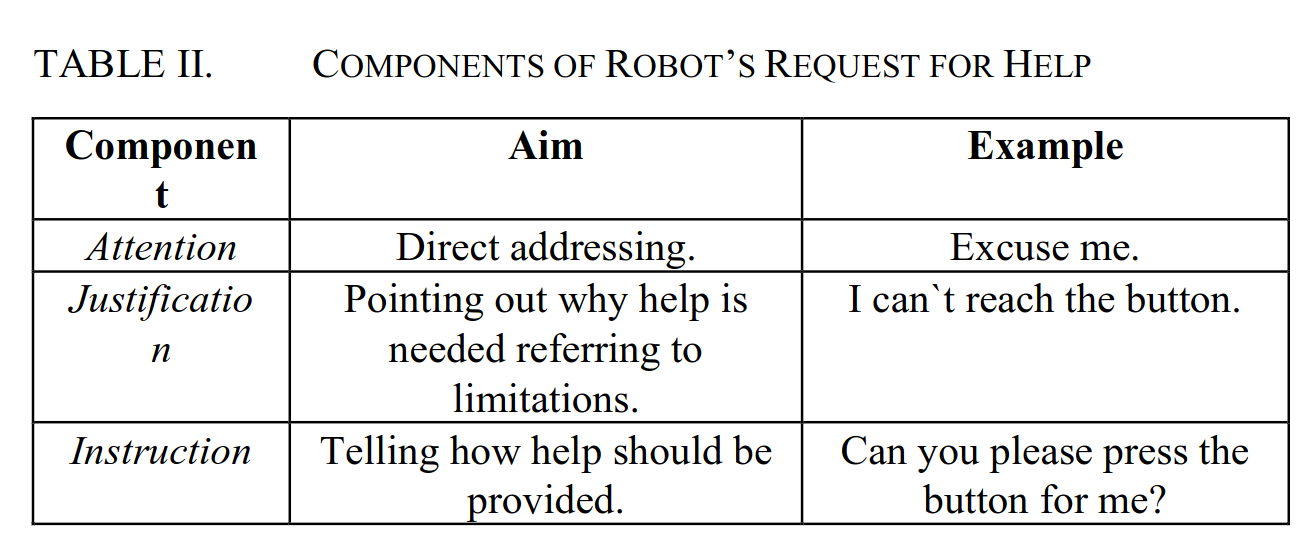 TABLE II. COMPONENTS OF ROBOT'S REQUEST FOR HELP
Componen
t
Aim
Example
Attention
Direct addressing.
Excuse me.
Justificatio
n
Pointing out why help is
needed referring to
limitations.
I can`t reach the button.
Instruction
Telling how help should be
provided.
Can you please press the
button for me?